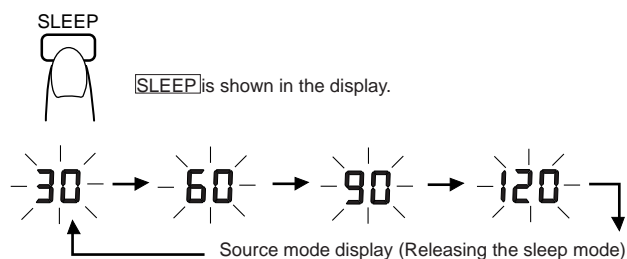 SLEEP
SLEEP is shown in the display.
30 60 90 120
Source mode display (Releasing the sleep mode)